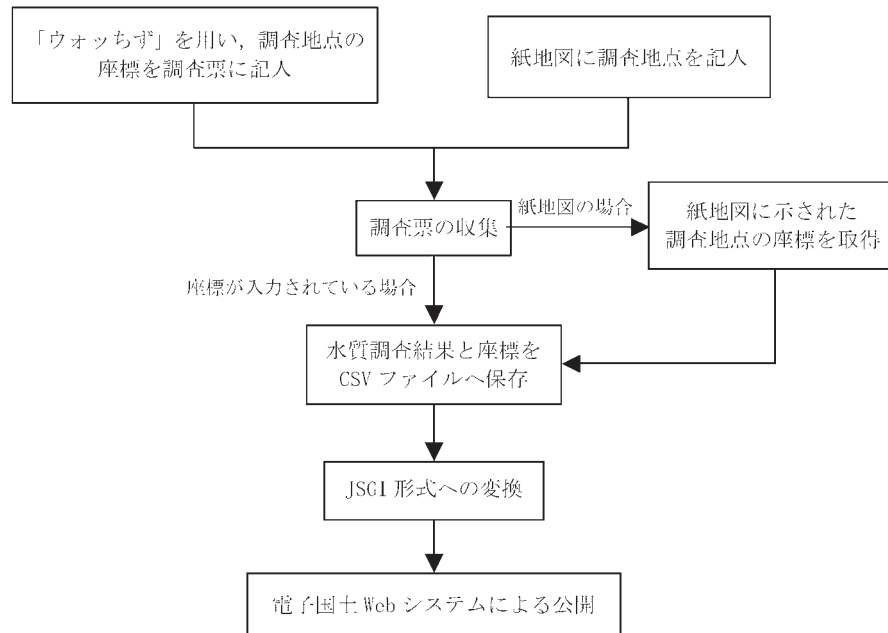 「ウォッちず」を用い，調査地点の
座標を調査票に記入
紙地図に調査地点を記入
調査票の収集
紙地図の場合
紙地図に示された
調査地点の座標を取得
座標が入力されている場合
水質調査結果と座標を
CSV ファイルへ保存
JSGI 形式への変換
電子国土 Web システムによる公開